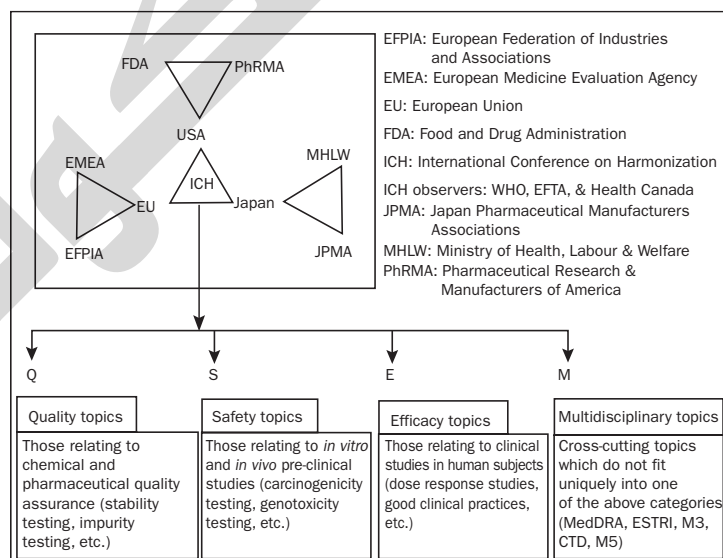 FDA
PhRMA
USA
EMEA
EU
EFPIA
ICH
Japan
MHLW
JPMA
EFPIA: European Federation of Industries
and Associations
EMEA: European Medicine Evaluation Agency
EU: European Union
FDA: Food and Drug Administration
ICH: International Conference on Harmonization
ICH observers: WHO, EFTA, & Health Canada
JPMA: Japan Pharmaceutical Manufacturers
Associations
MHLW: Ministry of Health, Labour & Welfare
PhRMA: Pharmaceutical Research &
Manufacturers of America
Q
S
E
M
Quality topics
Those relating to
chemical and
pharmaceutical quality
assurance (stability
testing, impurity
testing, etc.)
Safety topics
Those relating to in vitro
and in vivo pre-clinical
studies (carcinogenicity
testing, genotoxicity
testing, etc.)
Efficacy topics
Those relating to clinical
studies in human subjects
(dose response studies,
good clinical practices,
etc.)
Multidisciplinary topics
Cross-cutting topics
which do not fit
uniquely into one
of the above categories
(MedDRA, ESTRI, M3,
CTD, M5)